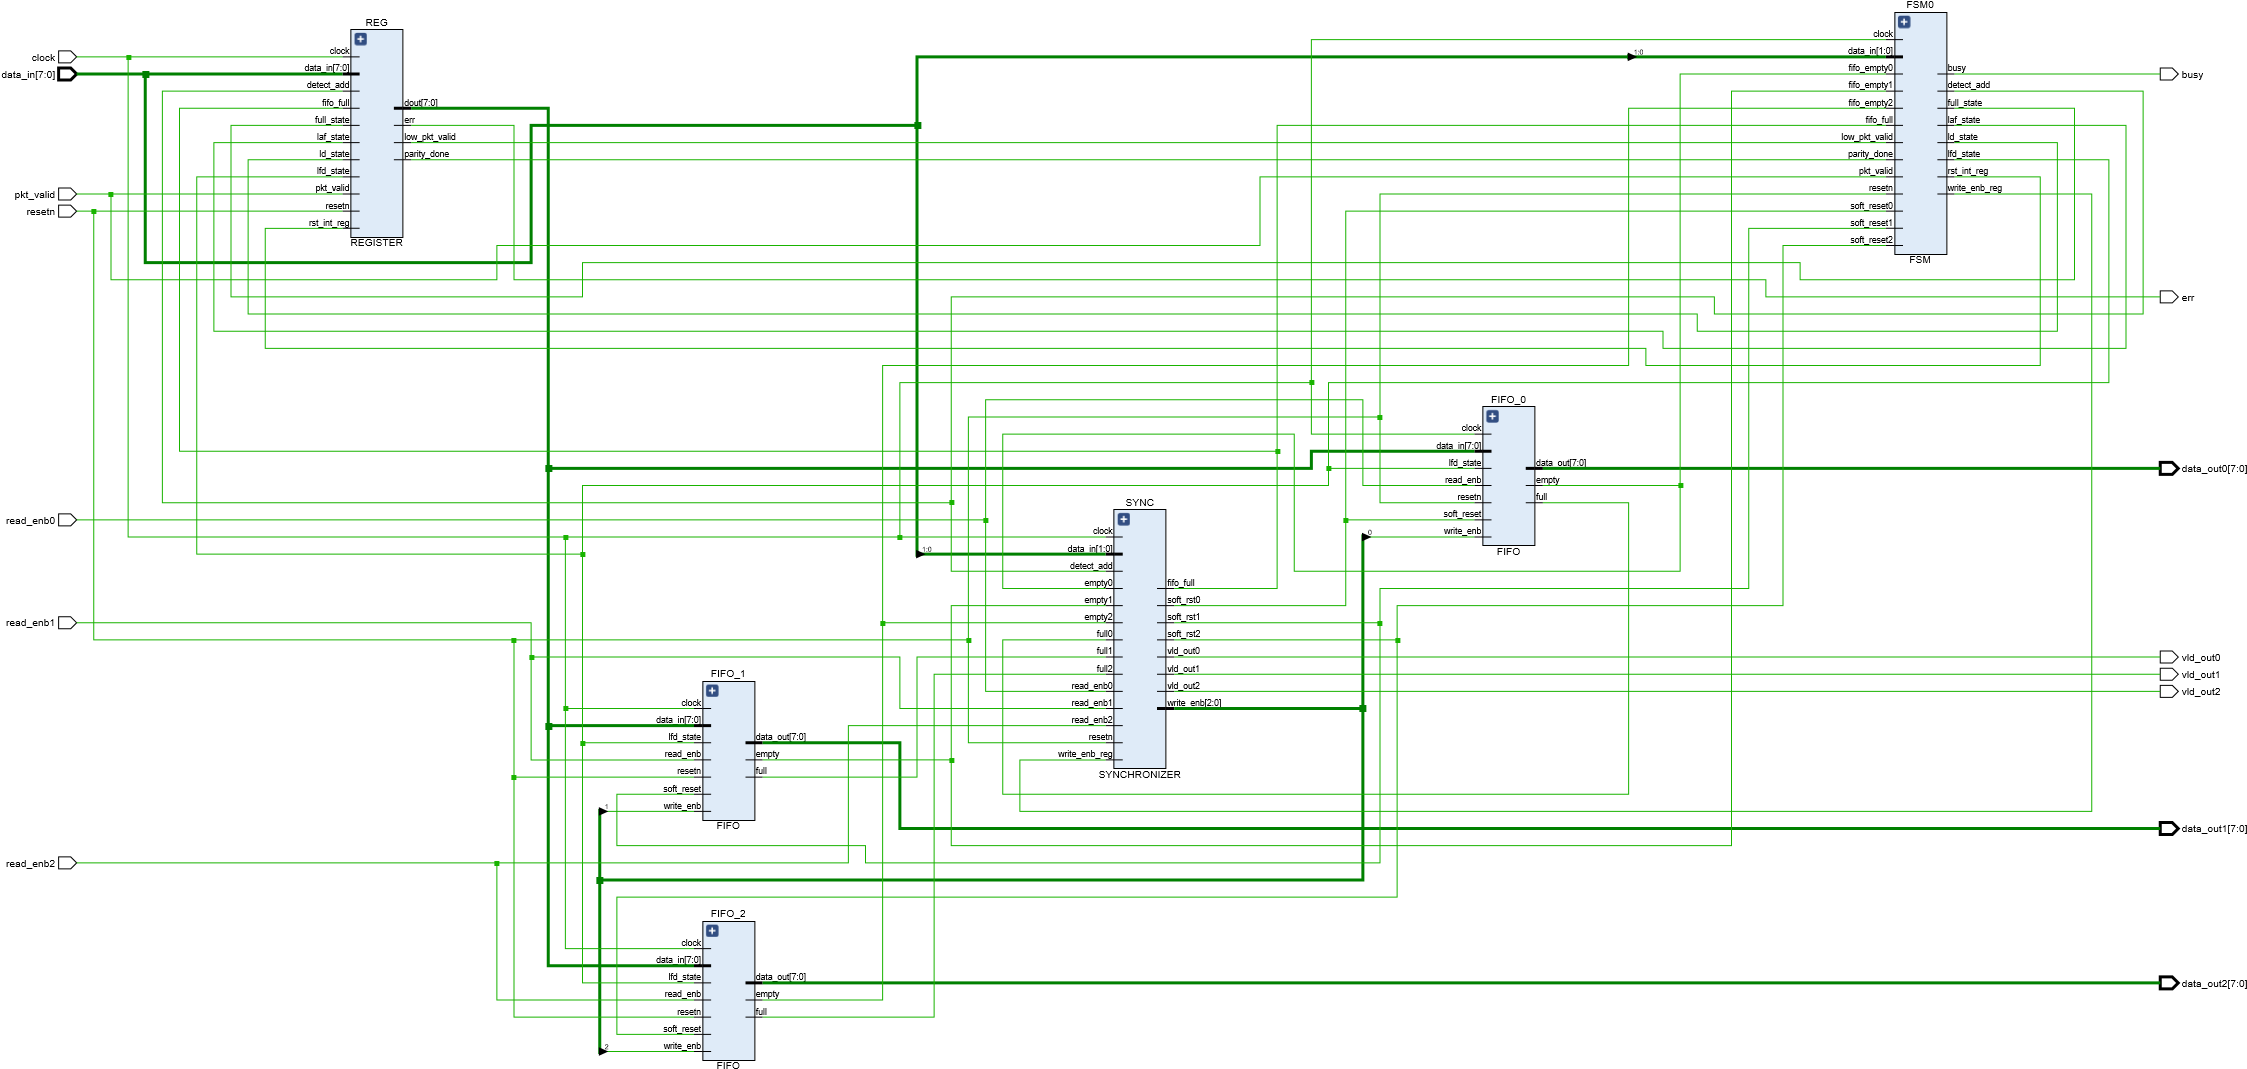 clock
data_in[7:0]
pkt_valid
resetn
read_enb0
read_enb1
read_enb2
REG
clock
data_in[7:0]
detect_add
fifo_full
full_state
laf_state
ld_state
lfd_state
pkt_valid
resetn
rst_int_reg
dout[7:0]
err
low_pkt_valid
parity_done
REGISTER
FSM0
clock
data_in[1:0]
fifo_empty0
fifo_empty1
fifo_empty2
fifo_full
low_pkt_valid
parity_done
pkt_valid
resetn
soft_reset0
soft_reset1
soft_reset2
busy
detect_add
full_state
laf_state
ld_state
lfd_state
rst_int_reg
write_enb_reg
FSM
1:0
FIFO_0
clock
data_in[7:0]
lfd_state
read_enb
resetn
soft_reset
write_enb
data_out[7:0]
empty
full
FIFO
0
SYNC
clock
data_in[1:0]
detect_add
empty0
empty1
empty2
full0
full1
full2
read_enb0
read_enb1
read_enb2
resetn
write_enb_reg
fifo_full
soft_rst0
soft_rst1
soft_rst2
vld_out0
vld_out1
vld_out2
write_enb[2:0]
SYNCHRONIZER
1:0
FIFO_1
clock
data_in[7:0]
lfd_state
read_enb
resetn
soft_reset
write_enb
data_out[7:0]
empty
full
FIFO
1
FIFO_2
clock
data_in[7:0]
lfd_state
read_enb
resetn
soft_reset
write_enb
data_out[7:0]
empty
full
FIFO
2
busy
err
data_out0[7:0]
vld_out0
vld_out1
vld_out2
data_out1[7:0]
data_out2[7:0]